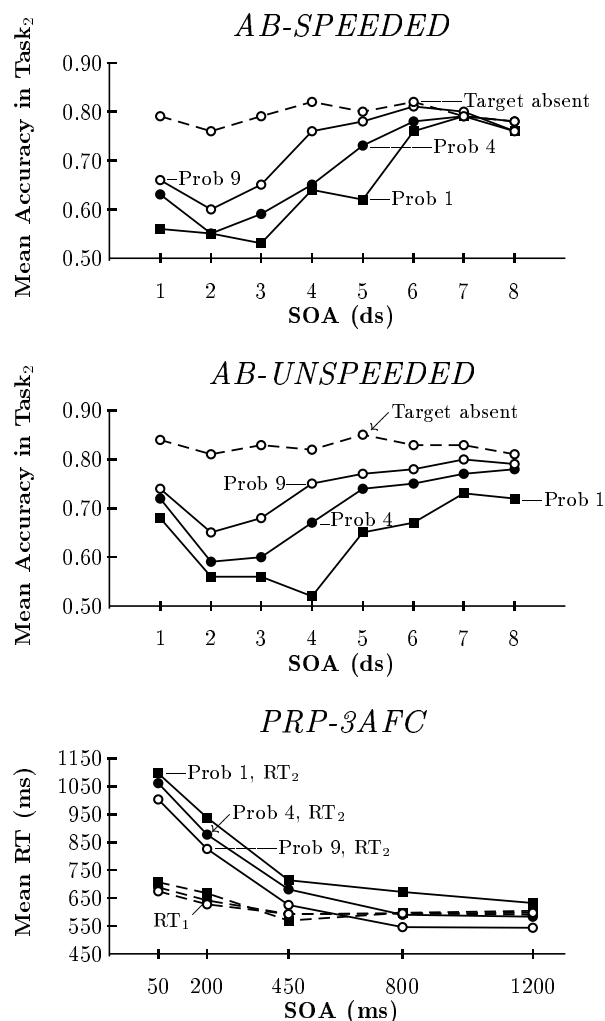 AB-SPEEDED
Mean Accuracy in Task₂
0.90
0.80
0.70
0.60
0.50
Target absent
Prob 4
Prob 9
Prob 1
1 2 3 4 5 6 7 8
SOA (ds)
AB-UNSPEEDED
Mean Accuracy in Task₂
0.90
0.80
0.70
0.60
0.50
Target absent
Prob 9
Prob 1
Prob 4
1 2 3 4 5 6 7 8
SOA (ds)
PRP-3AFC
Mean RT (ms)
1150
1050
950
850
750
650
550
450
Prob 1, RT₂
Prob 4, RT₂
Prob 9, RT₂
RT₁
50 200 450 800 1200
SOA (ms)